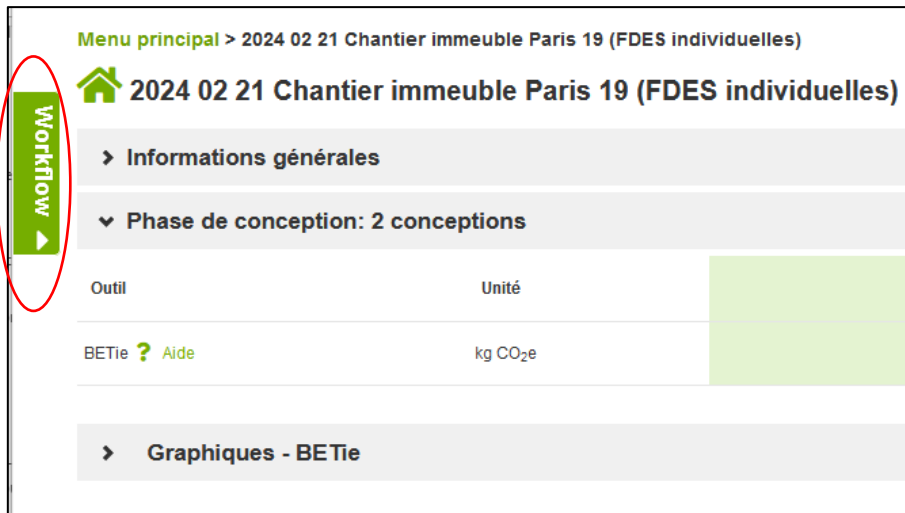 Menu principal > 2024 02 21 Chantier immeuble Paris 19 (FDES individuelles)
2024 02 21 Chantier immeuble Paris 19 (FDES individuelles)
Workflow
Informations générales
Phase de conception: 2 conceptions
Outil Unité
BETie ? Aide kg CO₂e
Graphiques - BETie